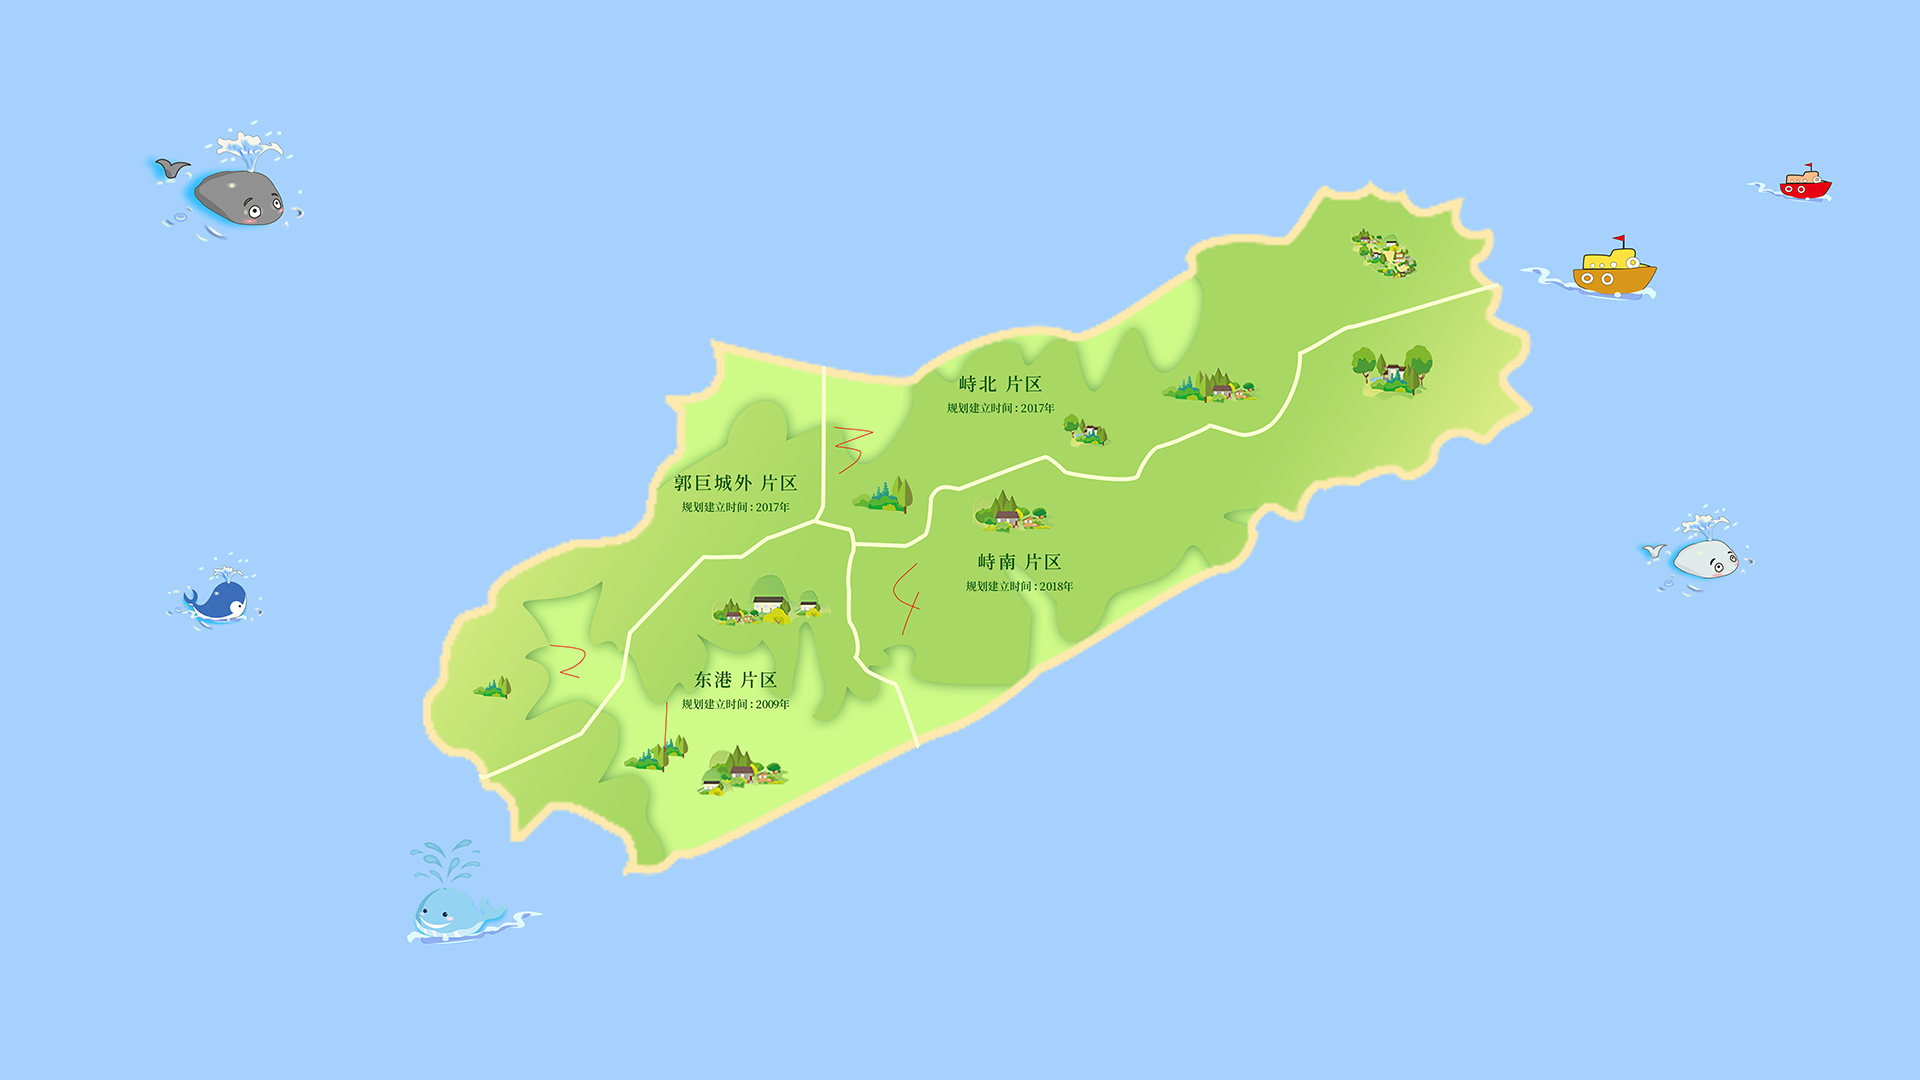 峙北 片区
规划建立时间 : 2017年
3
郭巨城外 片区
规划建立时间 : 2017年
峙南 片区
规划建立时间 : 2018年
4
2
东港 片区
规划建立时间 : 2009年
1